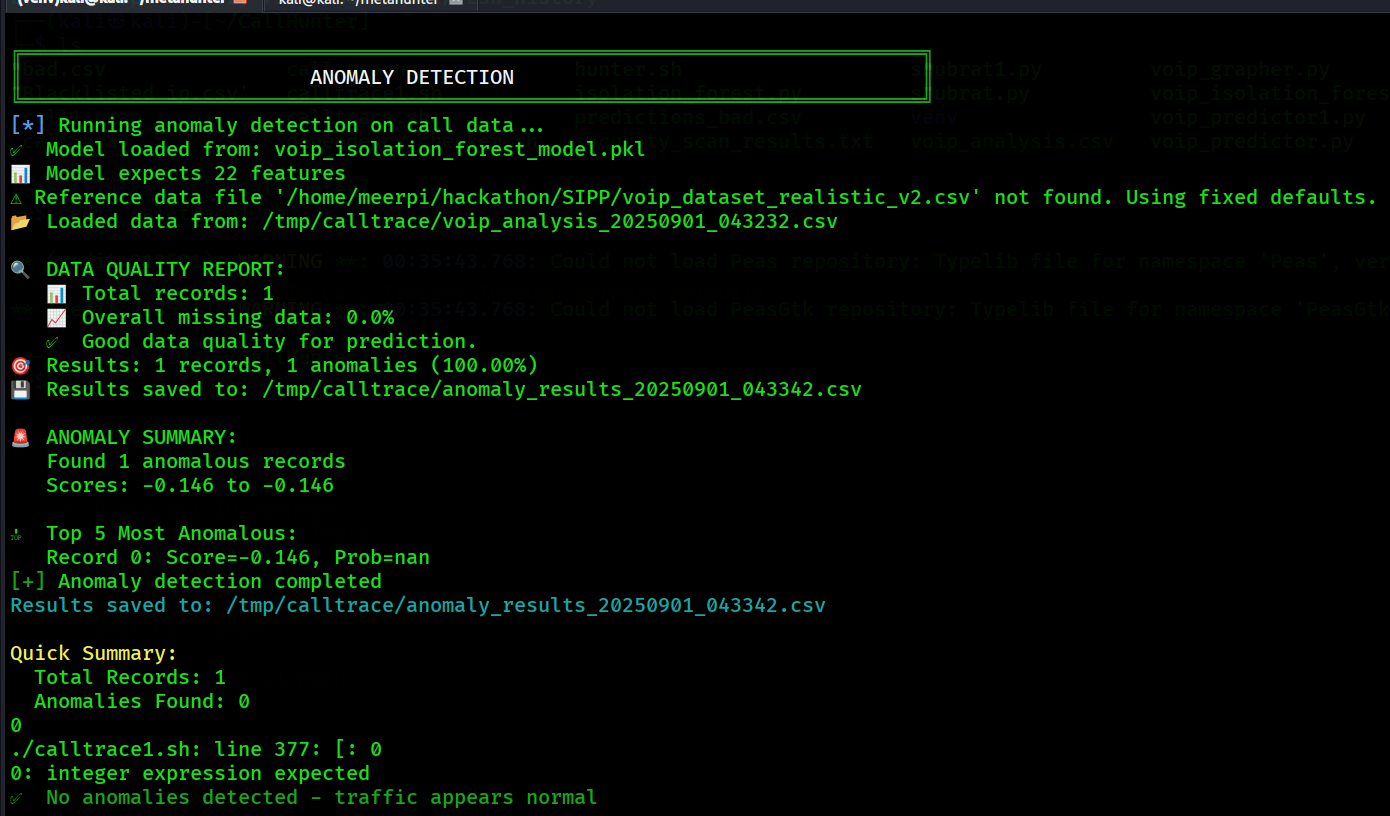 (venv)kali@kali: ~/metahunter
kali@kali: ~/metahunter
ANOMALY DETECTION
[*] Running anomaly detection on call data...
✅ Model loaded from: voip_isolation_forest_model.pkl
📊 Model expects 22 features
⚠ Reference data file '/home/meerpi/hackathon/SIPP/voip_dataset_realistic_v2.csv' not found. Using fixed defaults.
📂 Loaded data from: /tmp/calltrace/voip_analysis_20250901_043232.csv
🔍 DATA QUALITY REPORT:
📊 Total records: 1
📈 Overall missing data: 0.0%
✅ Good data quality for prediction.
🎯 Results: 1 records, 1 anomalies (100.00%)
💾 Results saved to: /tmp/calltrace/anomaly_results_20250901_043342.csv
🚨 ANOMALY SUMMARY:
Found 1 anomalous records
Scores: -0.146 to -0.146
🔝 Top 5 Most Anomalous:
Record 0: Score=-0.146, Prob=nan
[+] Anomaly detection completed
Results saved to: /tmp/calltrace/anomaly_results_20250901_043342.csv
Quick Summary:
Total Records: 1
Anomalies Found: 0
0
./calltrace1.sh: line 377: [: 0
0: integer expression expected
✅ No anomalies detected - traffic appears normal